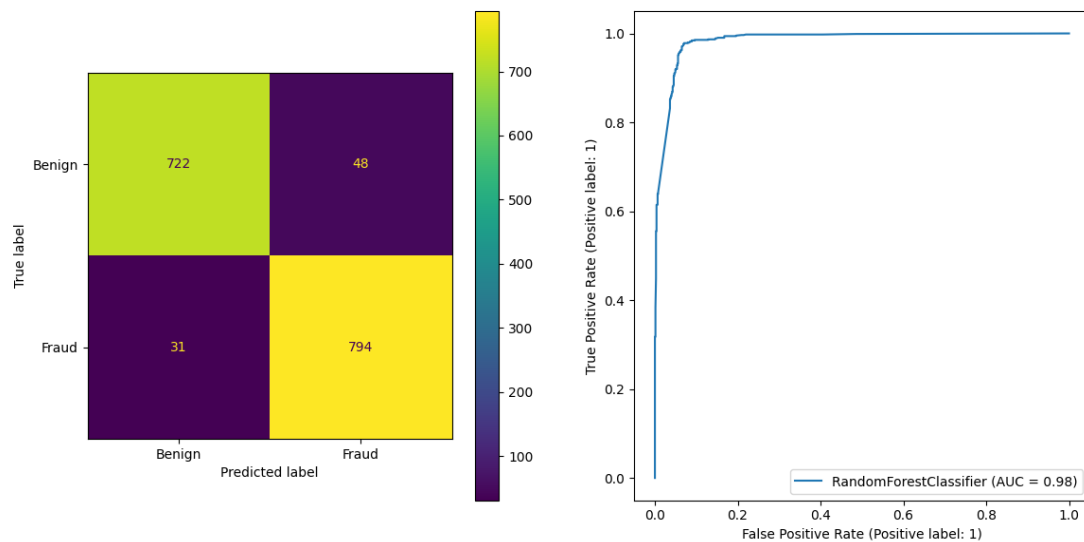 Benign
Fraud
True label
722
48
31
794
Benign
Fraud
Predicted label
700
600
500
400
300
200
100
1.0
0.8
0.6
0.4
0.2
0.0
True Positive Rate (Positive label: 1)
RandomForestClassifier (AUC = 0.98)
0.0
0.2
0.4
0.6
0.8
1.0
False Positive Rate (Positive label: 1)